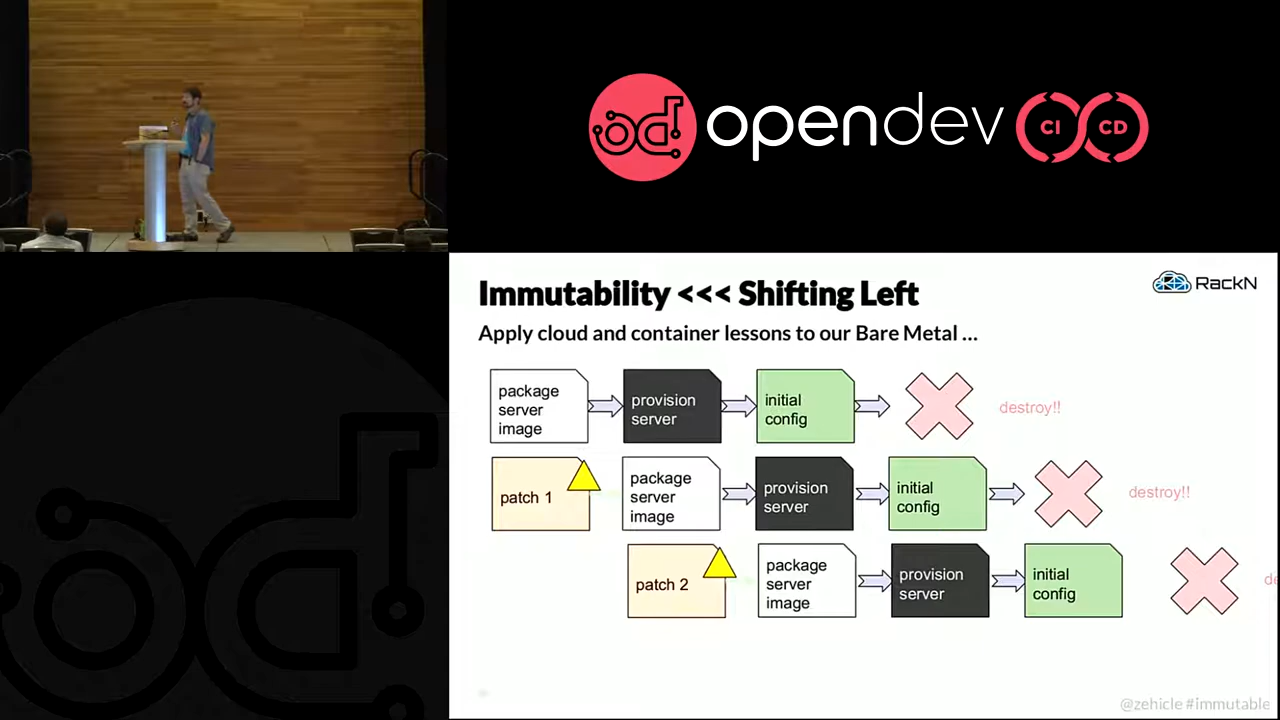 opendev CI CD
Immutability <<< Shifting Left
RackN
Apply cloud and container lessons to our Bare Metal ...
package
server
image
provision
server
initial
config
destroy!!
patch 1
package
server
image
provision
server
initial
config
destroy!!
patch 2
package
server
image
provision
server
initial
config
de
@zehicle #immutable